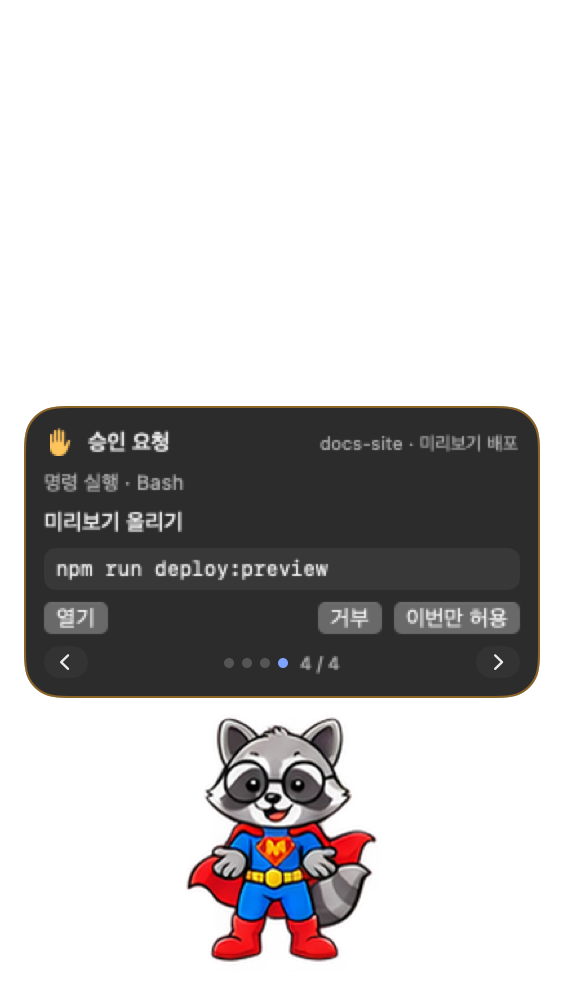 승인 요청
docs-site · 미리보기 배포
명령 실행 · Bash
미리보기 올리기
npm run deploy:preview
열기
거부
이번만 허용
4 / 4
M